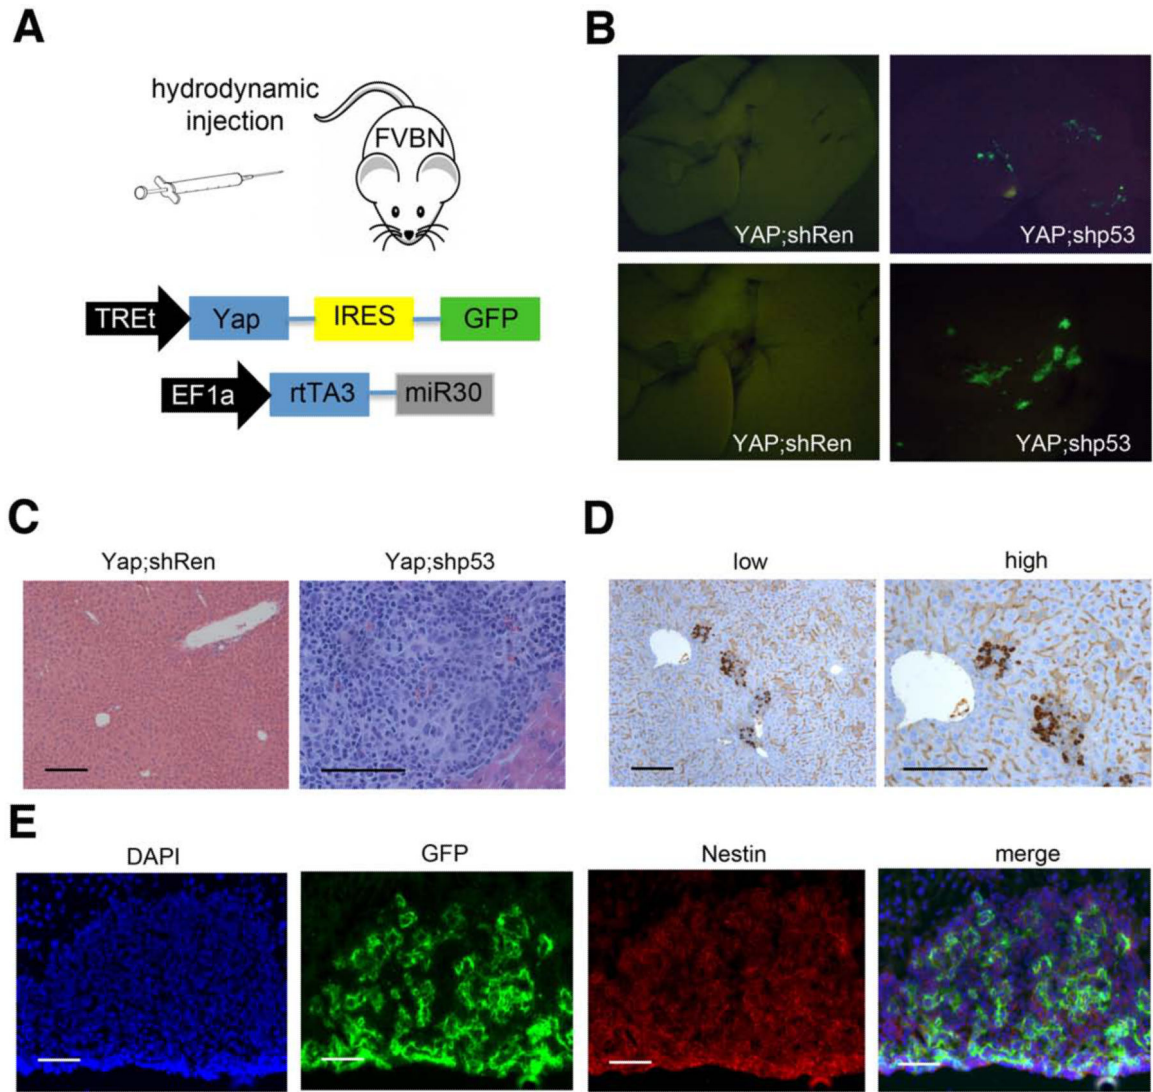 A
hydrodynamic
injection
FVBN
TREt
Yap
IRES
GFP
EF1a
rtTA3
miR30
B
YAP;shRen
YAP;shp53
YAP;shRen
YAP;shp53
C
Yap;shRen
Yap;shp53
D
low
high
E
DAPI
GFP
Nestin
merge